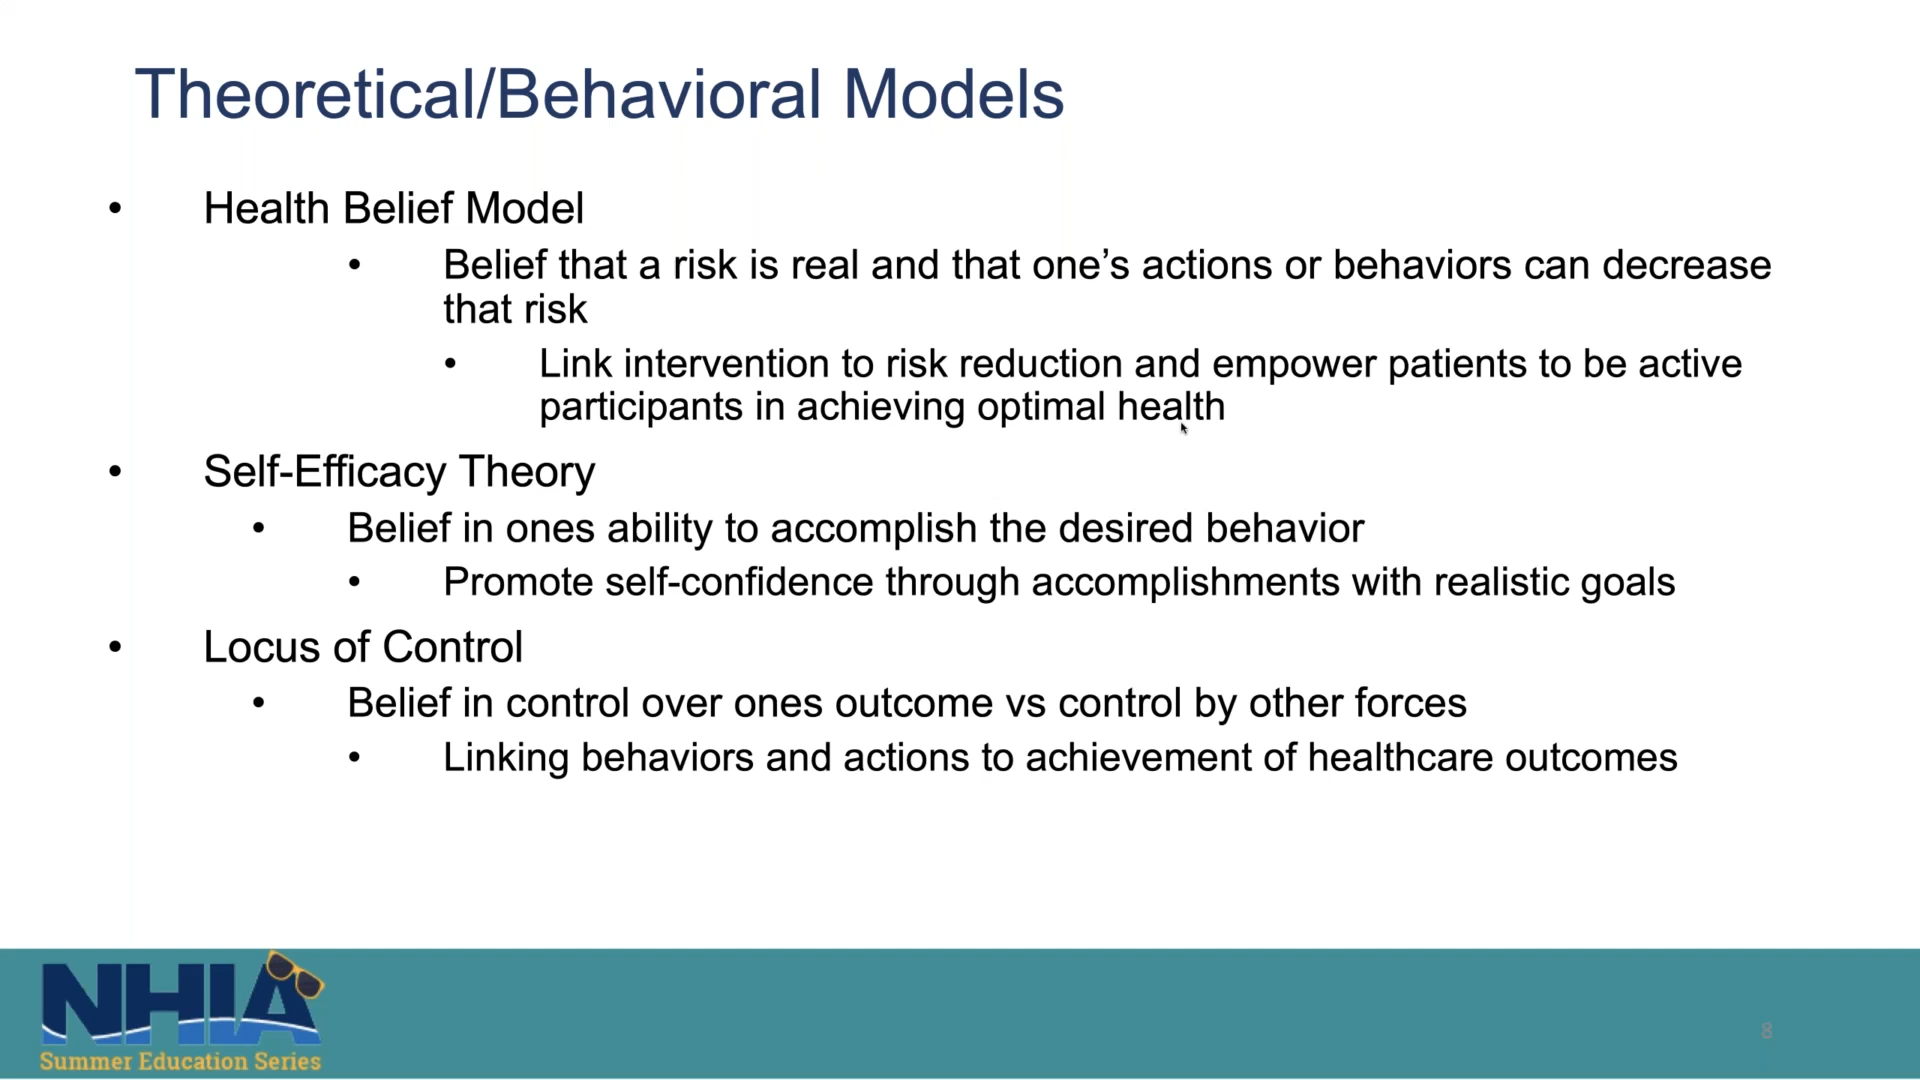 Theoretical/Behavioral Models
• Health Belief Model
• Belief that a risk is real and that one’s actions or behaviors can decrease
that risk
• Link intervention to risk reduction and empower patients to be active
participants in achieving optimal health
• Self-Efficacy Theory
• Belief in ones ability to accomplish the desired behavior
• Promote self-confidence through accomplishments with realistic goals
• Locus of Control
• Belief in control over ones outcome vs control by other forces
• Linking behaviors and actions to achievement of healthcare outcomes
NHIA
Summer Education Series
8